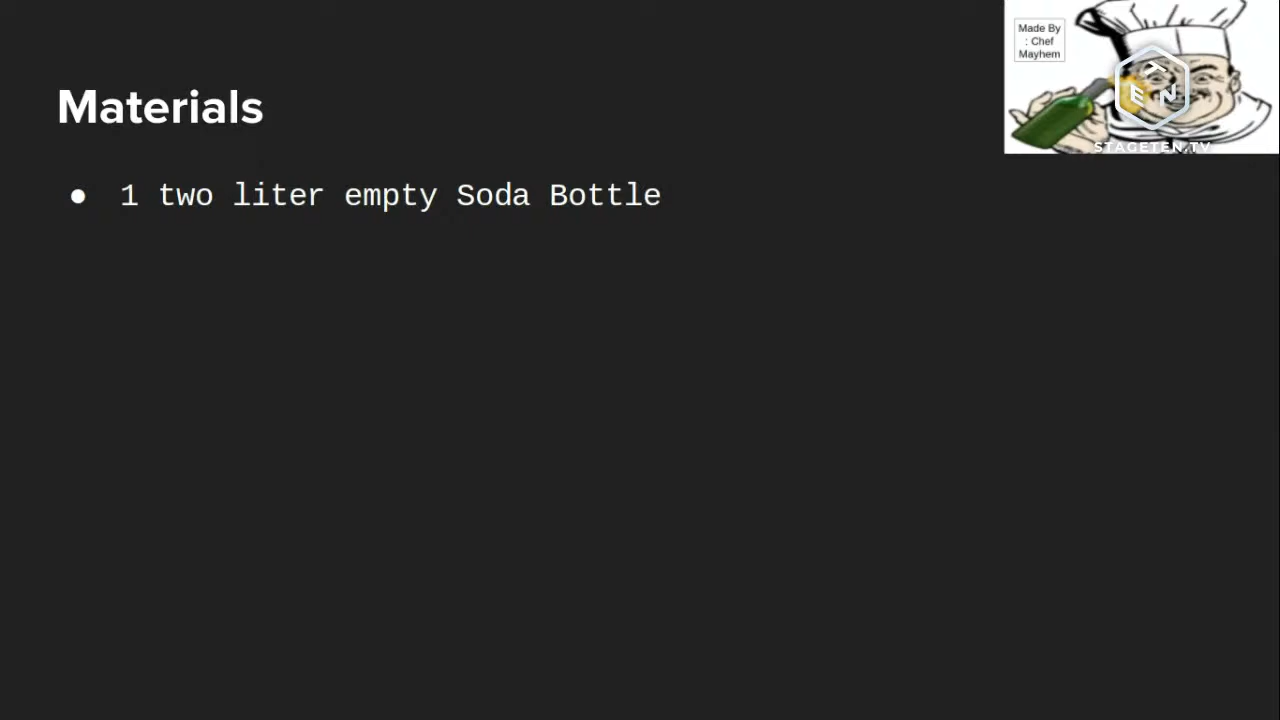 Made By
: Chef
Mayhem
T
E N
STAGETEN.TV
Materials
● 1 two liter empty Soda Bottle